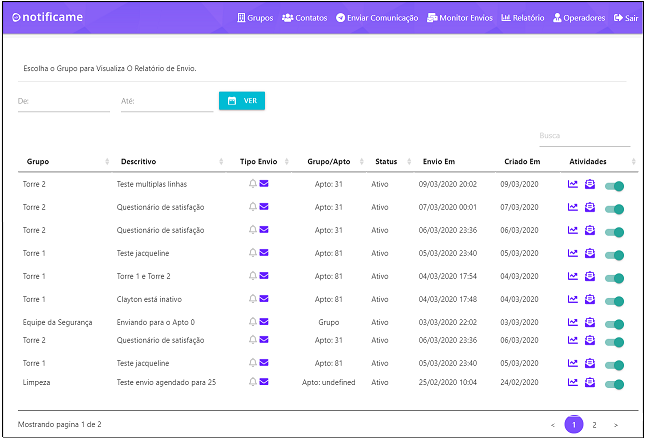 notificame Grupos Contatos Enviar Comunicação Monitor Envios Relatório Operadores Sair
Escolha o Grupo para Visualiza O Relatório de Envio.
De: Até: VER
Busca
Grupo Descritivo Tipo Envio Grupo/Apto Status Envio Em Criado Em Atividades
Torre 2 Teste multiplas linhas Apto: 31 Ativo 09/03/2020 20:02 09/03/2020
Torre 2 Questionário de satisfação Apto: 31 Ativo 07/03/2020 00:01 07/03/2020
Torre 2 Questionário de satisfação Apto: 31 Ativo 06/03/2020 23:36 06/03/2020
Torre 1 Teste jacqueline Apto: 81 Ativo 05/03/2020 23:40 05/03/2020
Torre 1 Torre 1 e Torre 2 Apto: 81 Ativo 04/03/2020 17:54 04/03/2020
Torre 1 Clayton está inativo Apto: 81 Ativo 04/03/2020 17:48 04/03/2020
Equipe da Segurança Enviando para o Apto 0 Grupo Ativo 03/03/2020 22:02 03/03/2020
Torre 2 Questionário de satisfação Apto: 31 Ativo 06/03/2020 23:36 06/03/2020
Torre 1 Teste jacqueline Apto: 81 Ativo 05/03/2020 23:40 05/03/2020
Limpeza Teste envio agendado para 25 Apto: undefined Ativo 25/02/2020 10:04 24/02/2020
Mostrando pagina 1 de 2 < 1 2 >